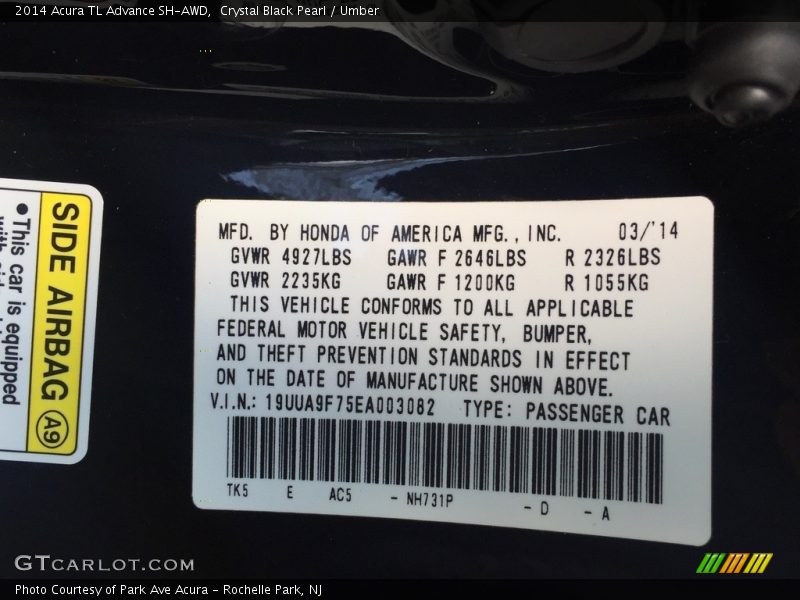 2014 Acura TL Advance SH-AWD, Crystal Black Pearl / Umber
MFD. BY HONDA OF AMERICA MFG., INC. 03/'14
GVWR 4927LBS GAWR F 2646LBS R 2326LBS
GVWR 2235KG GAWR F 1200KG R 1055KG
THIS VEHICLE CONFORMS TO ALL APPLICABLE
FEDERAL MOTOR VEHICLE SAFETY, BUMPER,
AND THEFT PREVENTION STANDARDS IN EFFECT
ON THE DATE OF MANUFACTURE SHOWN ABOVE.
V.I.N.: 19UUA9F75EA003082 TYPE: PASSENGER CAR
TK5 E AC5 - NH731P - D - A
SIDE AIRBAG A9
●This car is equipped
with
GTCARLOT.COM
Photo Courtesy of Park Ave Acura - Rochelle Park, NJ